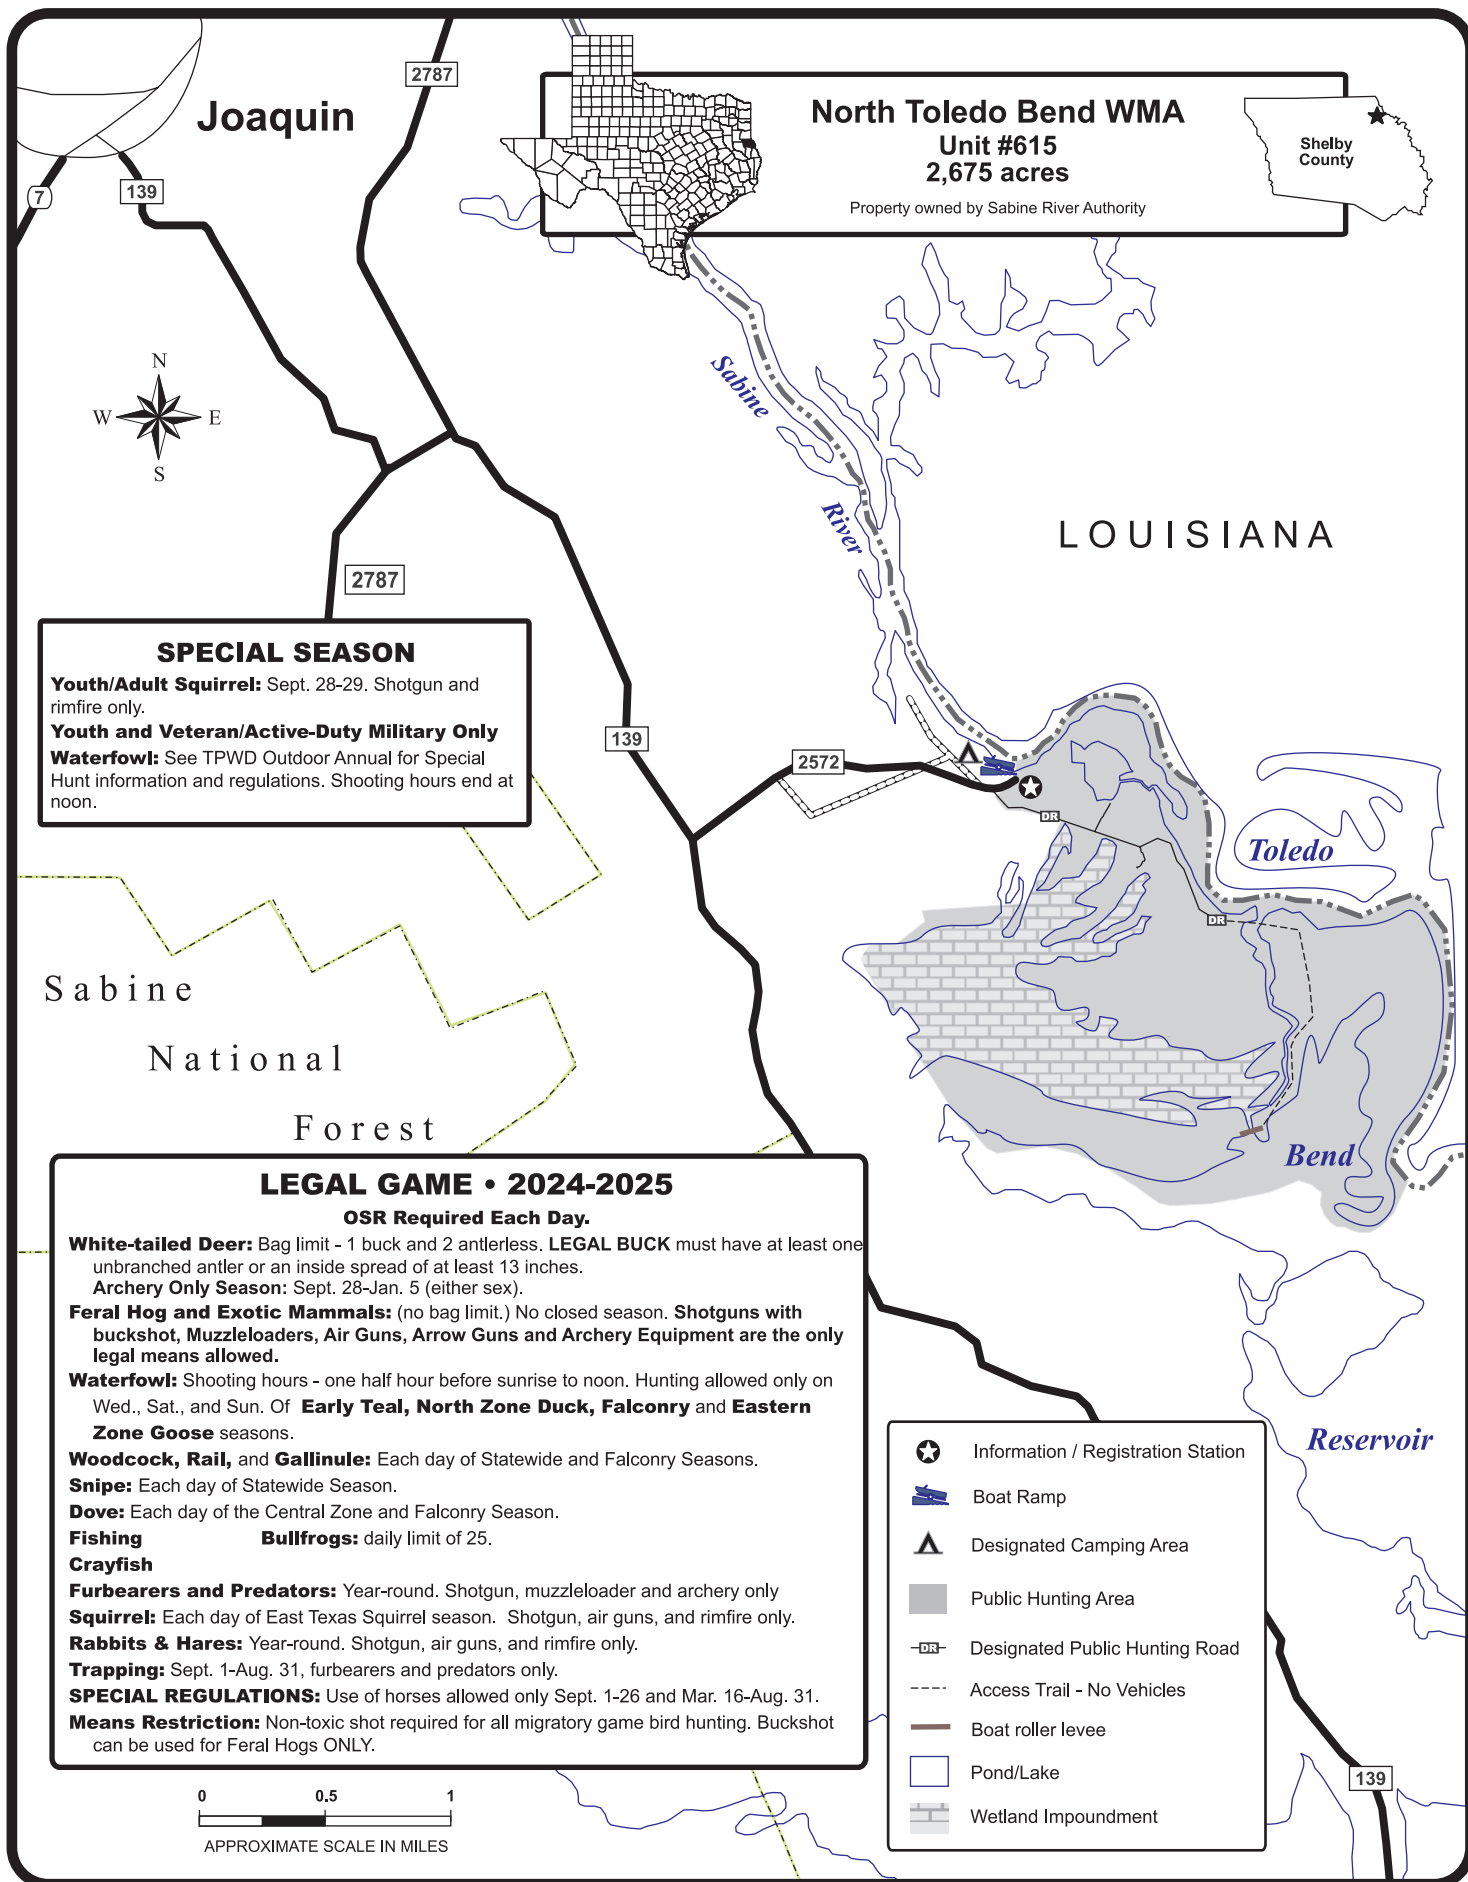 Joaquin
2787
North Toledo Bend WMA
Unit #615
2,675 acres
Property owned by Sabine River Authority
Shelby
County
7
139
N
W E
S
Sabine
River
LOUISIANA
2787
SPECIAL SEASON
Youth/Adult Squirrel: Sept. 28-29. Shotgun and
rimfire only.
Youth and Veteran/Active-Duty Military Only
Waterfowl: See TPWD Outdoor Annual for Special
Hunt information and regulations. Shooting hours end at
noon.
139
2572
DR
Toledo
DR
Sabine
National
Forest
Bend
LEGAL GAME • 2024-2025
OSR Required Each Day.
White-tailed Deer: Bag limit - 1 buck and 2 antlerless. LEGAL BUCK must have at least one
unbranched antler or an inside spread of at least 13 inches.
Archery Only Season: Sept. 28-Jan. 5 (either sex).
Feral Hog and Exotic Mammals: (no bag limit.) No closed season. Shotguns with
buckshot, Muzzleloaders, Air Guns, Arrow Guns and Archery Equipment are the only
legal means allowed.
Waterfowl: Shooting hours - one half hour before sunrise to noon. Hunting allowed only on
Wed., Sat., and Sun. Of Early Teal, North Zone Duck, Falconry and Eastern
Zone Goose seasons.
Woodcock, Rail, and Gallinule: Each day of Statewide and Falconry Seasons.
Snipe: Each day of Statewide Season.
Dove: Each day of the Central Zone and Falconry Season.
Fishing Bullfrogs: daily limit of 25.
Crayfish
Furbearers and Predators: Year-round. Shotgun, muzzleloader and archery only
Squirrel: Each day of East Texas Squirrel season. Shotgun, air guns, and rimfire only.
Rabbits & Hares: Year-round. Shotgun, air guns, and rimfire only.
Trapping: Sept. 1-Aug. 31, furbearers and predators only.
SPECIAL REGULATIONS: Use of horses allowed only Sept. 1-26 and Mar. 16-Aug. 31.
Means Restriction: Non-toxic shot required for all migratory game bird hunting. Buckshot
can be used for Feral Hogs ONLY.
Reservoir
Information / Registration Station
Boat Ramp
Designated Camping Area
Public Hunting Area
DR Designated Public Hunting Road
Access Trail - No Vehicles
Boat roller levee
Pond/Lake
Wetland Impoundment
139
0 0.5 1
APPROXIMATE SCALE IN MILES